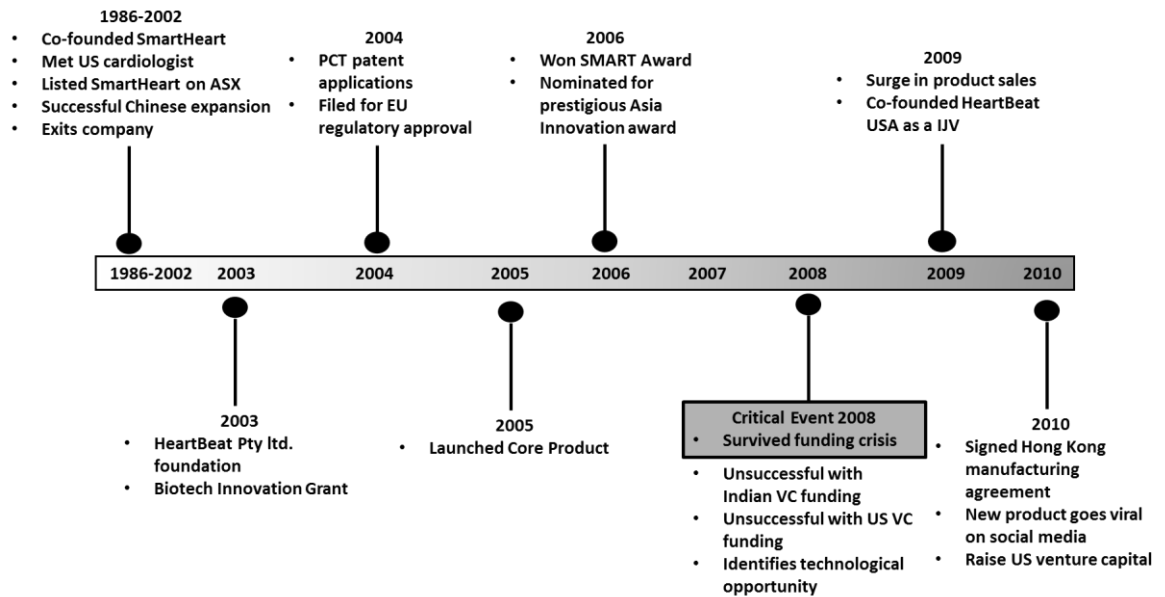 1986-2002
• Co-founded SmartHeart
• Met US cardiologist
• Listed SmartHeart on ASX
• Successful Chinese expansion
• Exits company
2004
• PCT patent
applications
• Filed for EU
regulatory approval
2006
• Won SMART Award
• Nominated for
prestigious Asia
Innovation award
2009
• Surge in product sales
• Co-founded HeartBeat
USA as a IJV
1986-2002 2003 2004 2005 2006 2007 2008 2009 2010
2003
• HeartBeat Pty ltd.
foundation
• Biotech Innovation Grant
2005
• Launched Core Product
Critical Event 2008
• Survived funding crisis
• Unsuccessful with
Indian VC funding
• Unsuccessful with US VC
funding
• Identifies technological
opportunity
2010
• Signed Hong Kong
manufacturing
agreement
• New product goes viral
on social media
• Raise US venture capital